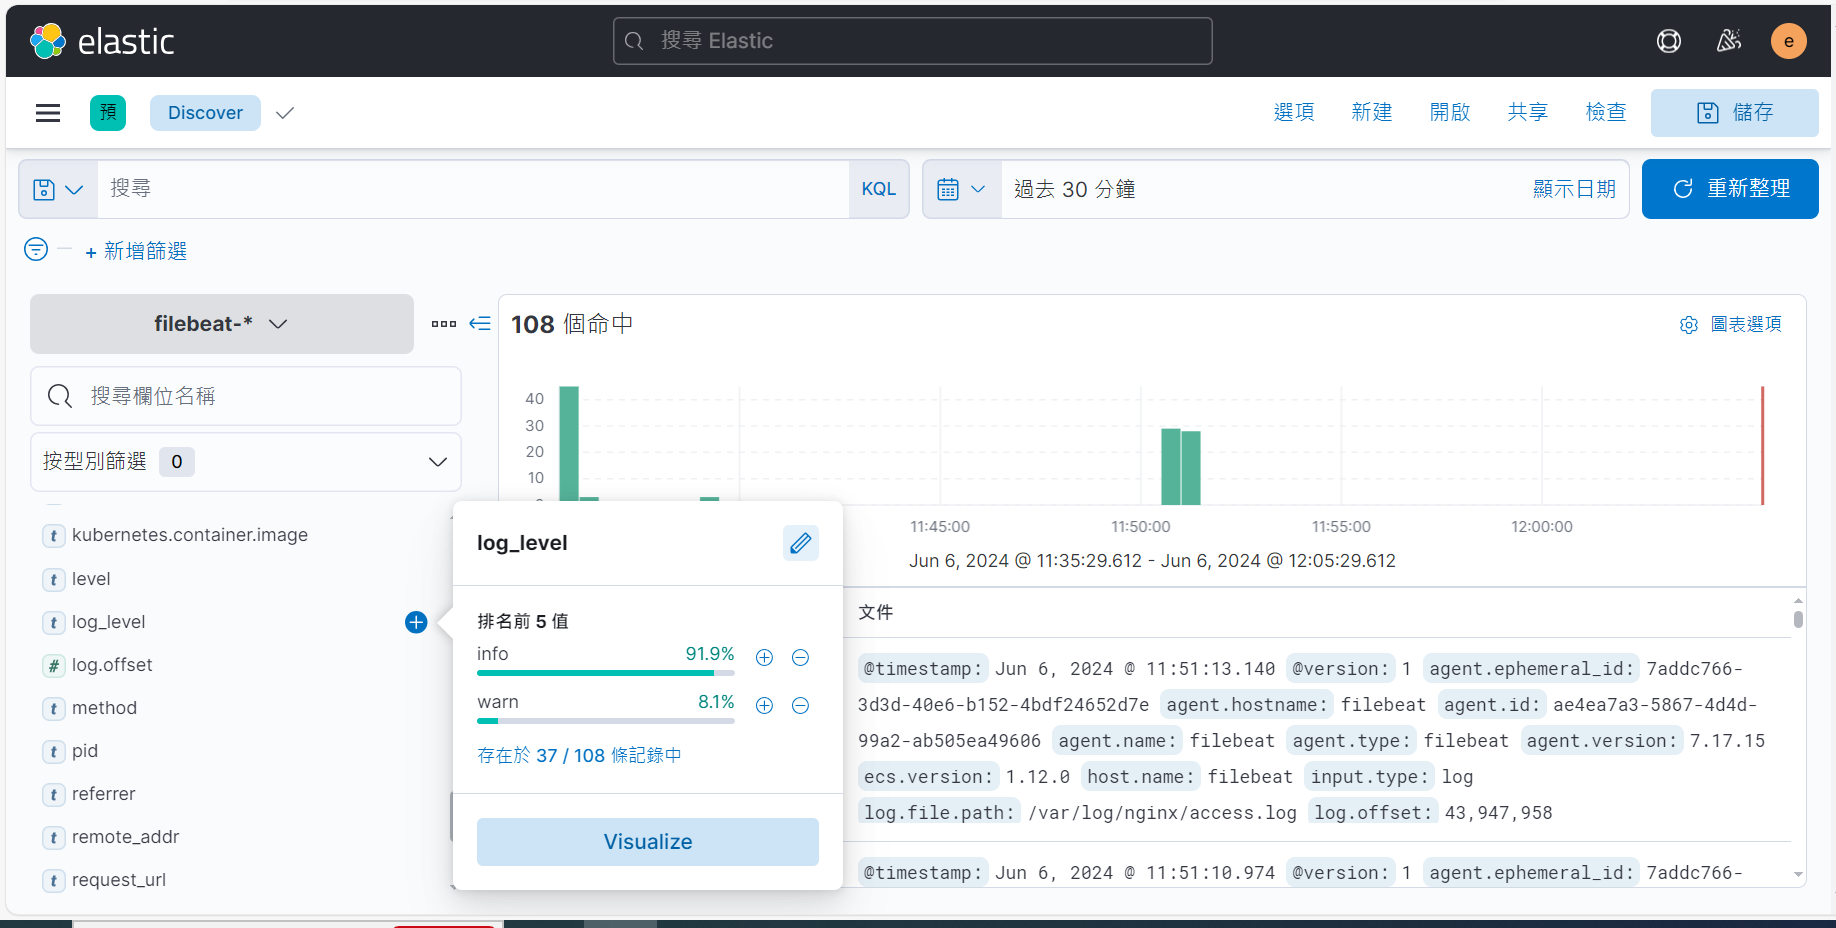 elastic
搜尋 Elastic
e
預
Discover
選項
新建
開啟
共享
檢查
儲存
搜尋
KQL
過去 30 分鐘
顯示日期
重新整理
+ 新增篩選
filebeat-*
108 個命中
圖表選項
搜尋欄位名稱
按型別篩選 0
40
30
20
10
11:45:00
11:50:00
11:55:00
12:00:00
Jun 6, 2024 @ 11:35:29.612 - Jun 6, 2024 @ 12:05:29.612
t kubernetes.container.image
t level
t log_level
# log.offset
t method
t pid
t referrer
t remote_addr
t request_url
log_level
排名前 5 值
info 91.9%
warn 8.1%
存在於 37 / 108 條記錄中
Visualize
文件
@timestamp: Jun 6, 2024 @ 11:51:13.140 @version: 1 agent.ephemeral_id: 7addc766-
3d3d-40e6-b152-4bdf24652d7e agent.hostname: filebeat agent.id: ae4ea7a3-5867-4d4d-
99a2-ab505ea49606 agent.name: filebeat agent.type: filebeat agent.version: 7.17.15
ecs.version: 1.12.0 host.name: filebeat input.type: log
log.file.path: /var/log/nginx/access.log log.offset: 43,947,958
@timestamp: Jun 6, 2024 @ 11:51:10.974 @version: 1 agent.ephemeral_id: 7addc766-